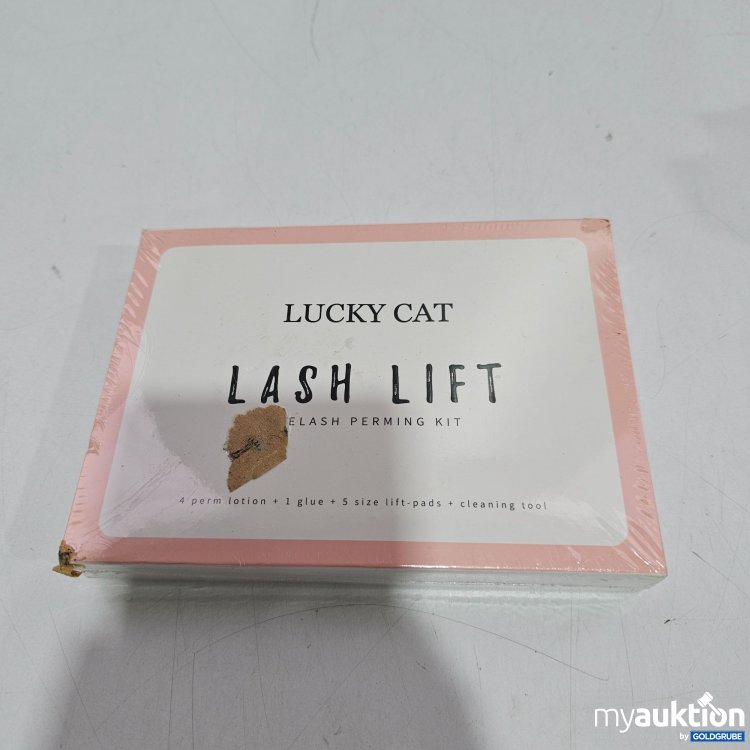 LUCKY CAT
LASH LIFT
ELASH PERMING KIT
4 perm lotion + 1 glue + 5 size lift-pads + cleaning tool
myauktion
by GOLDGRUBE